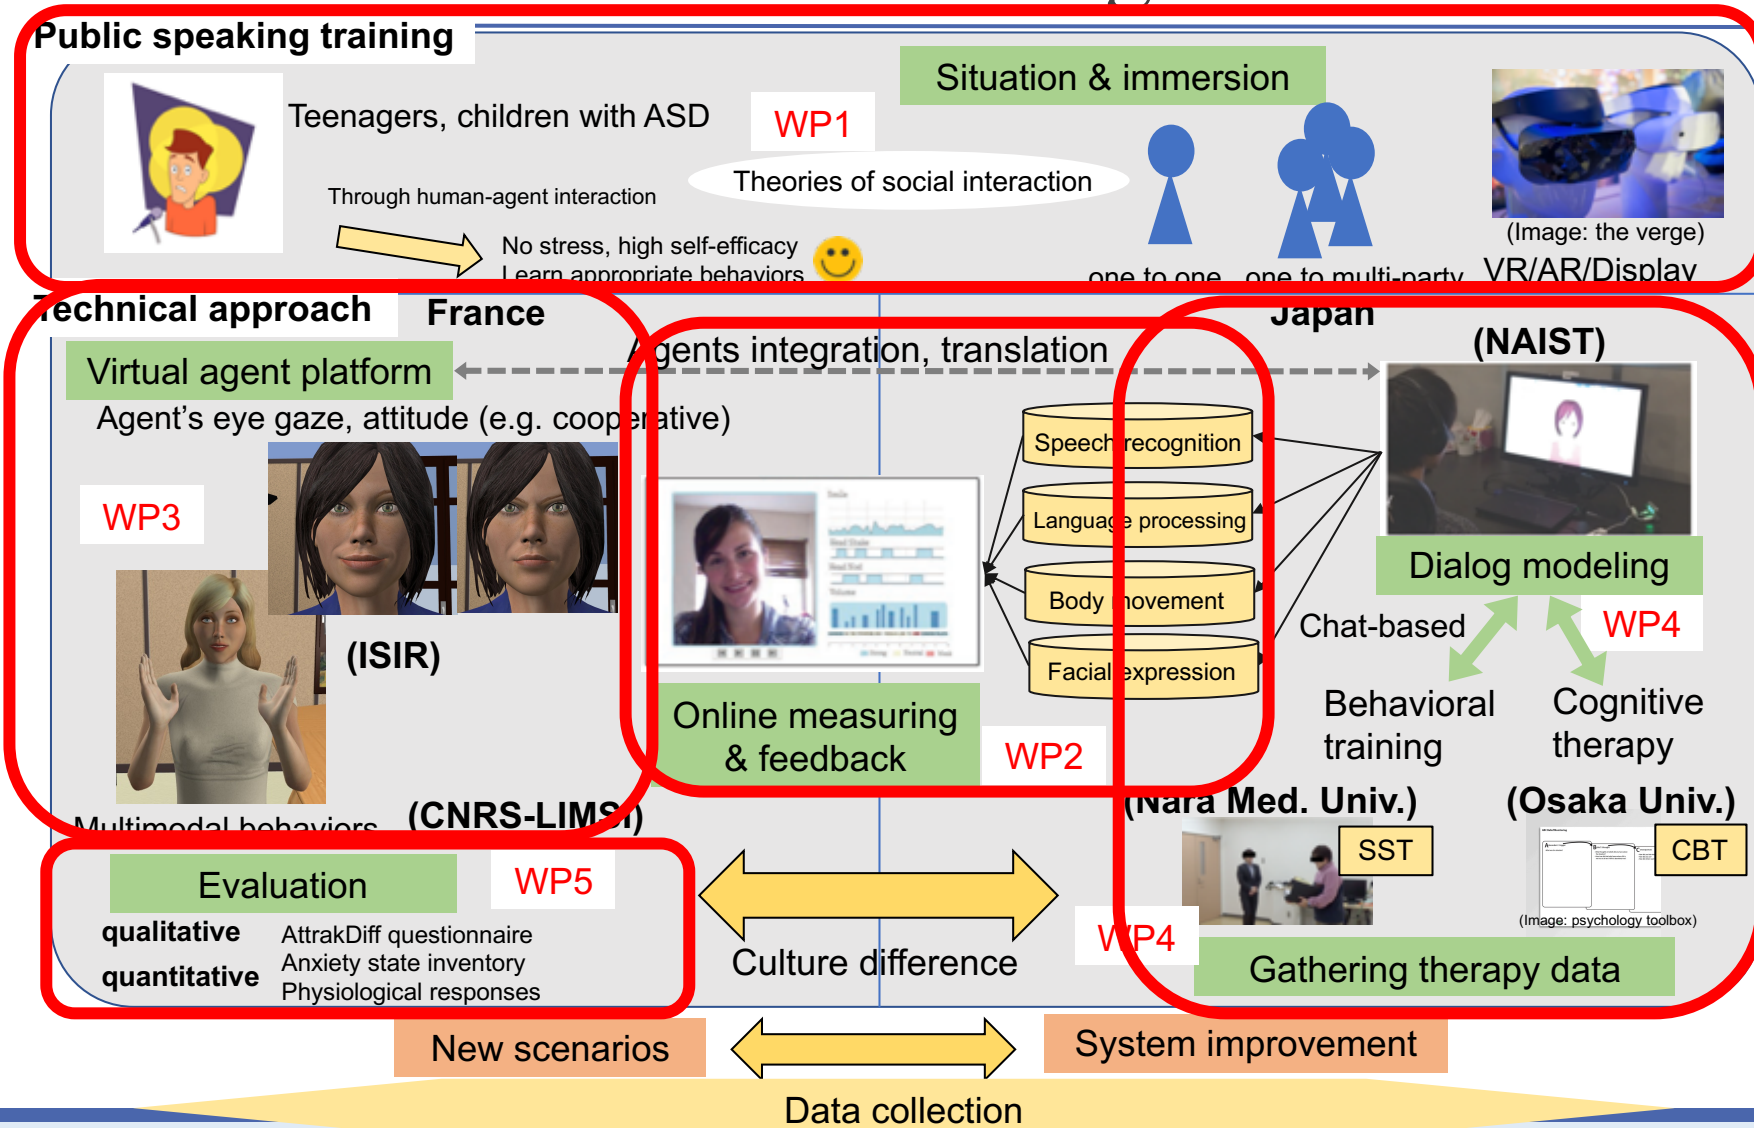 Public speaking training
Situation & immersion
Teenagers, children with ASD
WP1
Theories of social interaction
Through human-agent interaction
No stress, high self-efficacy
Learn appropriate behaviors
one to one
one to multi-party
(Image: the verge)
VR/AR/Display
Technical approach
France
Japan
(NAIST)
Agents integration, translation
Virtual agent platform
Agent's eye gaze, attitude (e.g. cooperative)
WP3
(ISIR)
Multimodal behaviors
(CNRS-LIMSI)
Smile
Head Shake
Head Nod
Volume
Speech recognition
Language processing
Body movement
Facial expression
Online measuring
& feedback
WP2
Dialog modeling
Chat-based
WP4
Behavioral
training
Cognitive
therapy
(Nara Med. Univ.)
(Osaka Univ.)
SST
CBT
(Image: psychology toolbox)
WP4
Gathering therapy data
Evaluation
WP5
qualitative
quantitative
AttrakDiff questionnaire
Anxiety state inventory
Physiological responses
Culture difference
New scenarios
System improvement
Data collection